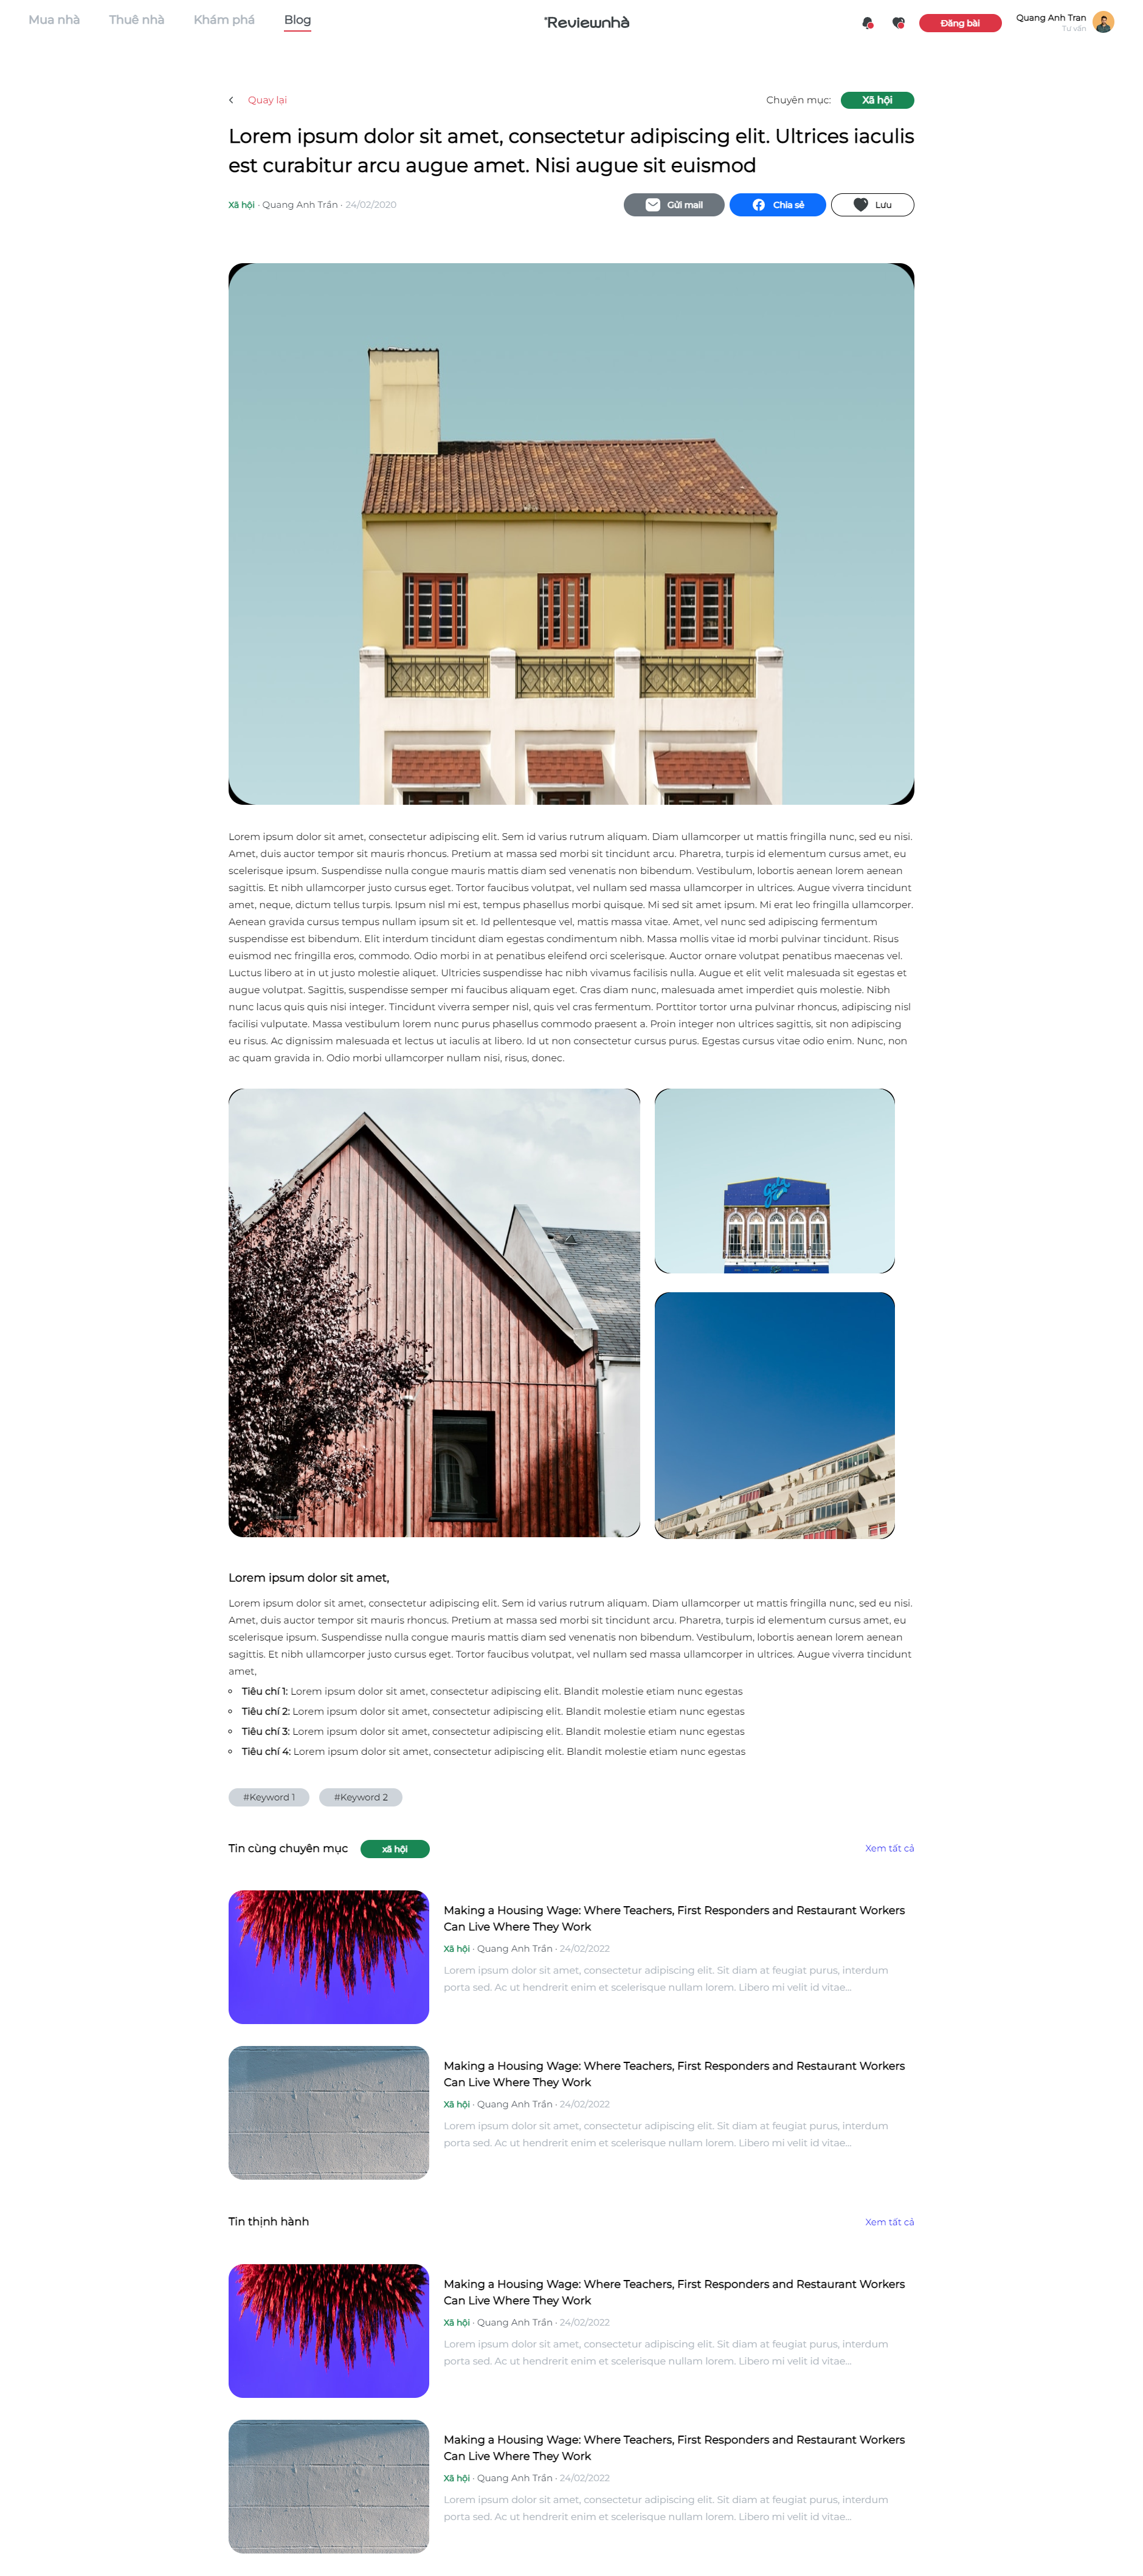 Mua nhà
Thuê nhà
Khám phá
Blog
Reviewnhà
Đăng bài
Quang Anh Tran
Tư vấn
Quay lại
Chuyên mục:
Xã hội
Lorem ipsum dolor sit amet, consectetur adipiscing elit. Ultrices iaculis
est curabitur arcu augue amet. Nisi augue sit euismod
Xã hội · Quang Anh Trần · 24/02/2020
Gửi mail
Chia sẻ
Lưu
Lorem ipsum dolor sit amet, consectetur adipiscing elit. Sem id varius rutrum aliquam. Diam ullamcorper ut mattis fringilla nunc, sed eu nisi.
Amet, duis auctor tempor sit mauris rhoncus. Pretium at massa sed morbi sit tincidunt arcu. Pharetra, turpis id elementum cursus amet, eu
scelerisque ipsum. Suspendisse nulla congue mauris mattis diam sed venenatis non bibendum. Vestibulum, lobortis aenean lorem aenean
sagittis. Et nibh ullamcorper justo cursus eget. Tortor faucibus volutpat, vel nullam sed massa ullamcorper in ultrices. Augue viverra tincidunt
amet, neque, dictum tellus turpis. Ipsum nisl mi est, tempus phasellus morbi quisque. Mi sed sit amet ipsum. Mi erat leo fringilla ullamcorper.
Aenean gravida cursus tempus nullam ipsum sit et. Id pellentesque vel, mattis massa vitae. Amet, vel nunc sed adipiscing fermentum
suspendisse est bibendum. Elit interdum tincidunt diam egestas condimentum nibh. Massa mollis vitae id morbi pulvinar tincidunt. Risus
euismod nec fringilla eros, commodo. Odio morbi in at penatibus eleifend orci scelerisque. Auctor ornare volutpat penatibus maecenas vel.
Luctus libero at in ut justo molestie aliquet. Ultricies suspendisse hac nibh vivamus facilisis nulla. Augue et elit velit malesuada sit egestas et
augue volutpat. Sagittis, suspendisse semper mi faucibus aliquam eget. Cras diam nunc, malesuada amet imperdiet quis molestie. Nibh
nunc lacus quis quis nisi integer. Tincidunt viverra semper nisl, quis vel cras fermentum. Porttitor tortor urna pulvinar rhoncus, adipiscing nisl
facilisi vulputate. Massa vestibulum lorem nunc purus phasellus commodo praesent a. Proin integer non ultrices sagittis, sit non adipiscing
eu risus. Ac dignissim malesuada et lectus ut iaculis at libero. Id ut non consectetur cursus purus. Egestas cursus vitae odio enim. Nunc, non
ac quam gravida in. Odio morbi ullamcorper nullam nisi, risus, donec.
Lorem ipsum dolor sit amet,
Lorem ipsum dolor sit amet, consectetur adipiscing elit. Sem id varius rutrum aliquam. Diam ullamcorper ut mattis fringilla nunc, sed eu nisi.
Amet, duis auctor tempor sit mauris rhoncus. Pretium at massa sed morbi sit tincidunt arcu. Pharetra, turpis id elementum cursus amet, eu
scelerisque ipsum. Suspendisse nulla congue mauris mattis diam sed venenatis non bibendum. Vestibulum, lobortis aenean lorem aenean
sagittis. Et nibh ullamcorper justo cursus eget. Tortor faucibus volutpat, vel nullam sed massa ullamcorper in ultrices. Augue viverra tincidunt
amet,
Tiêu chí 1: Lorem ipsum dolor sit amet, consectetur adipiscing elit. Blandit molestie etiam nunc egestas
Tiêu chí 2: Lorem ipsum dolor sit amet, consectetur adipiscing elit. Blandit molestie etiam nunc egestas
Tiêu chí 3: Lorem ipsum dolor sit amet, consectetur adipiscing elit. Blandit molestie etiam nunc egestas
Tiêu chí 4: Lorem ipsum dolor sit amet, consectetur adipiscing elit. Blandit molestie etiam nunc egestas
#Keyword 1
#Keyword 2
Tin cùng chuyên mục
xã hội
Xem tất cả
Making a Housing Wage: Where Teachers, First Responders and Restaurant Workers
Can Live Where They Work
Xã hội · Quang Anh Trần · 24/02/2022
Lorem ipsum dolor sit amet, consectetur adipiscing elit. Sit diam at feugiat purus, interdum
porta sed. Ac ut hendrerit enim et scelerisque nullam lorem. Libero mi velit id vitae...
Making a Housing Wage: Where Teachers, First Responders and Restaurant Workers
Can Live Where They Work
Xã hội · Quang Anh Trần · 24/02/2022
Lorem ipsum dolor sit amet, consectetur adipiscing elit. Sit diam at feugiat purus, interdum
porta sed. Ac ut hendrerit enim et scelerisque nullam lorem. Libero mi velit id vitae...
Tin thịnh hành
Xem tất cả
Making a Housing Wage: Where Teachers, First Responders and Restaurant Workers
Can Live Where They Work
Xã hội · Quang Anh Trần · 24/02/2022
Lorem ipsum dolor sit amet, consectetur adipiscing elit. Sit diam at feugiat purus, interdum
porta sed. Ac ut hendrerit enim et scelerisque nullam lorem. Libero mi velit id vitae...
Making a Housing Wage: Where Teachers, First Responders and Restaurant Workers
Can Live Where They Work
Xã hội · Quang Anh Trần · 24/02/2022
Lorem ipsum dolor sit amet, consectetur adipiscing elit. Sit diam at feugiat purus, interdum
porta sed. Ac ut hendrerit enim et scelerisque nullam lorem. Libero mi velit id vitae...